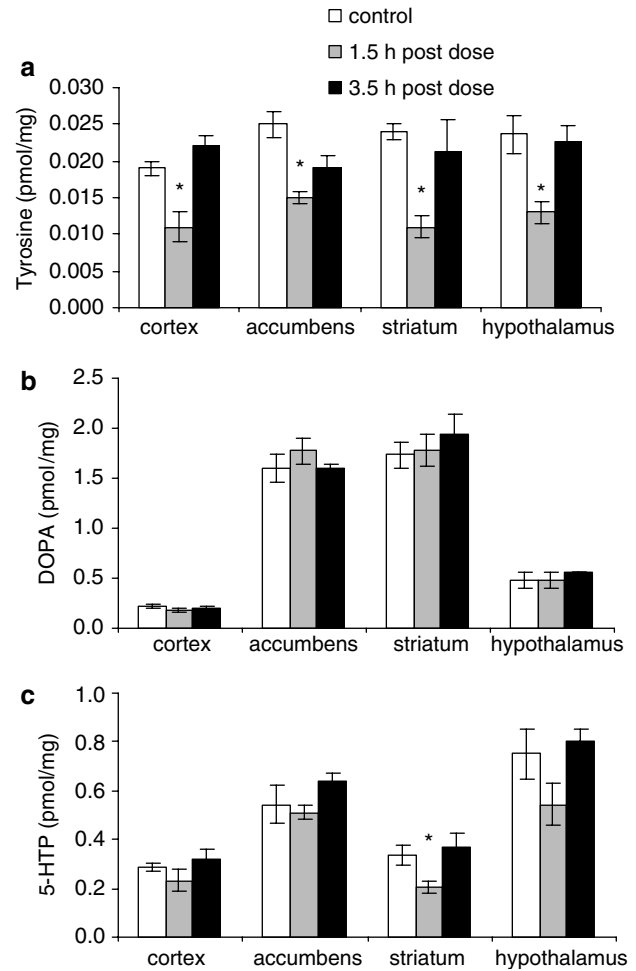 control
1.5 h post dose
3.5 h post dose
a
Tyrosine (pmol/mg)
0.030
0.025
0.020
0.015
0.010
0.005
0.000
* * * *
cortex accumbens striatum hypothalamus
b
DOPA (pmol/mg)
2.5
2.0
1.5
1.0
0.5
0.0
cortex accumbens striatum hypothalamus
c
5-HTP (pmol/mg)
1.0
0.8
0.6
0.4
0.2
0.0
*
cortex accumbens striatum hypothalamus